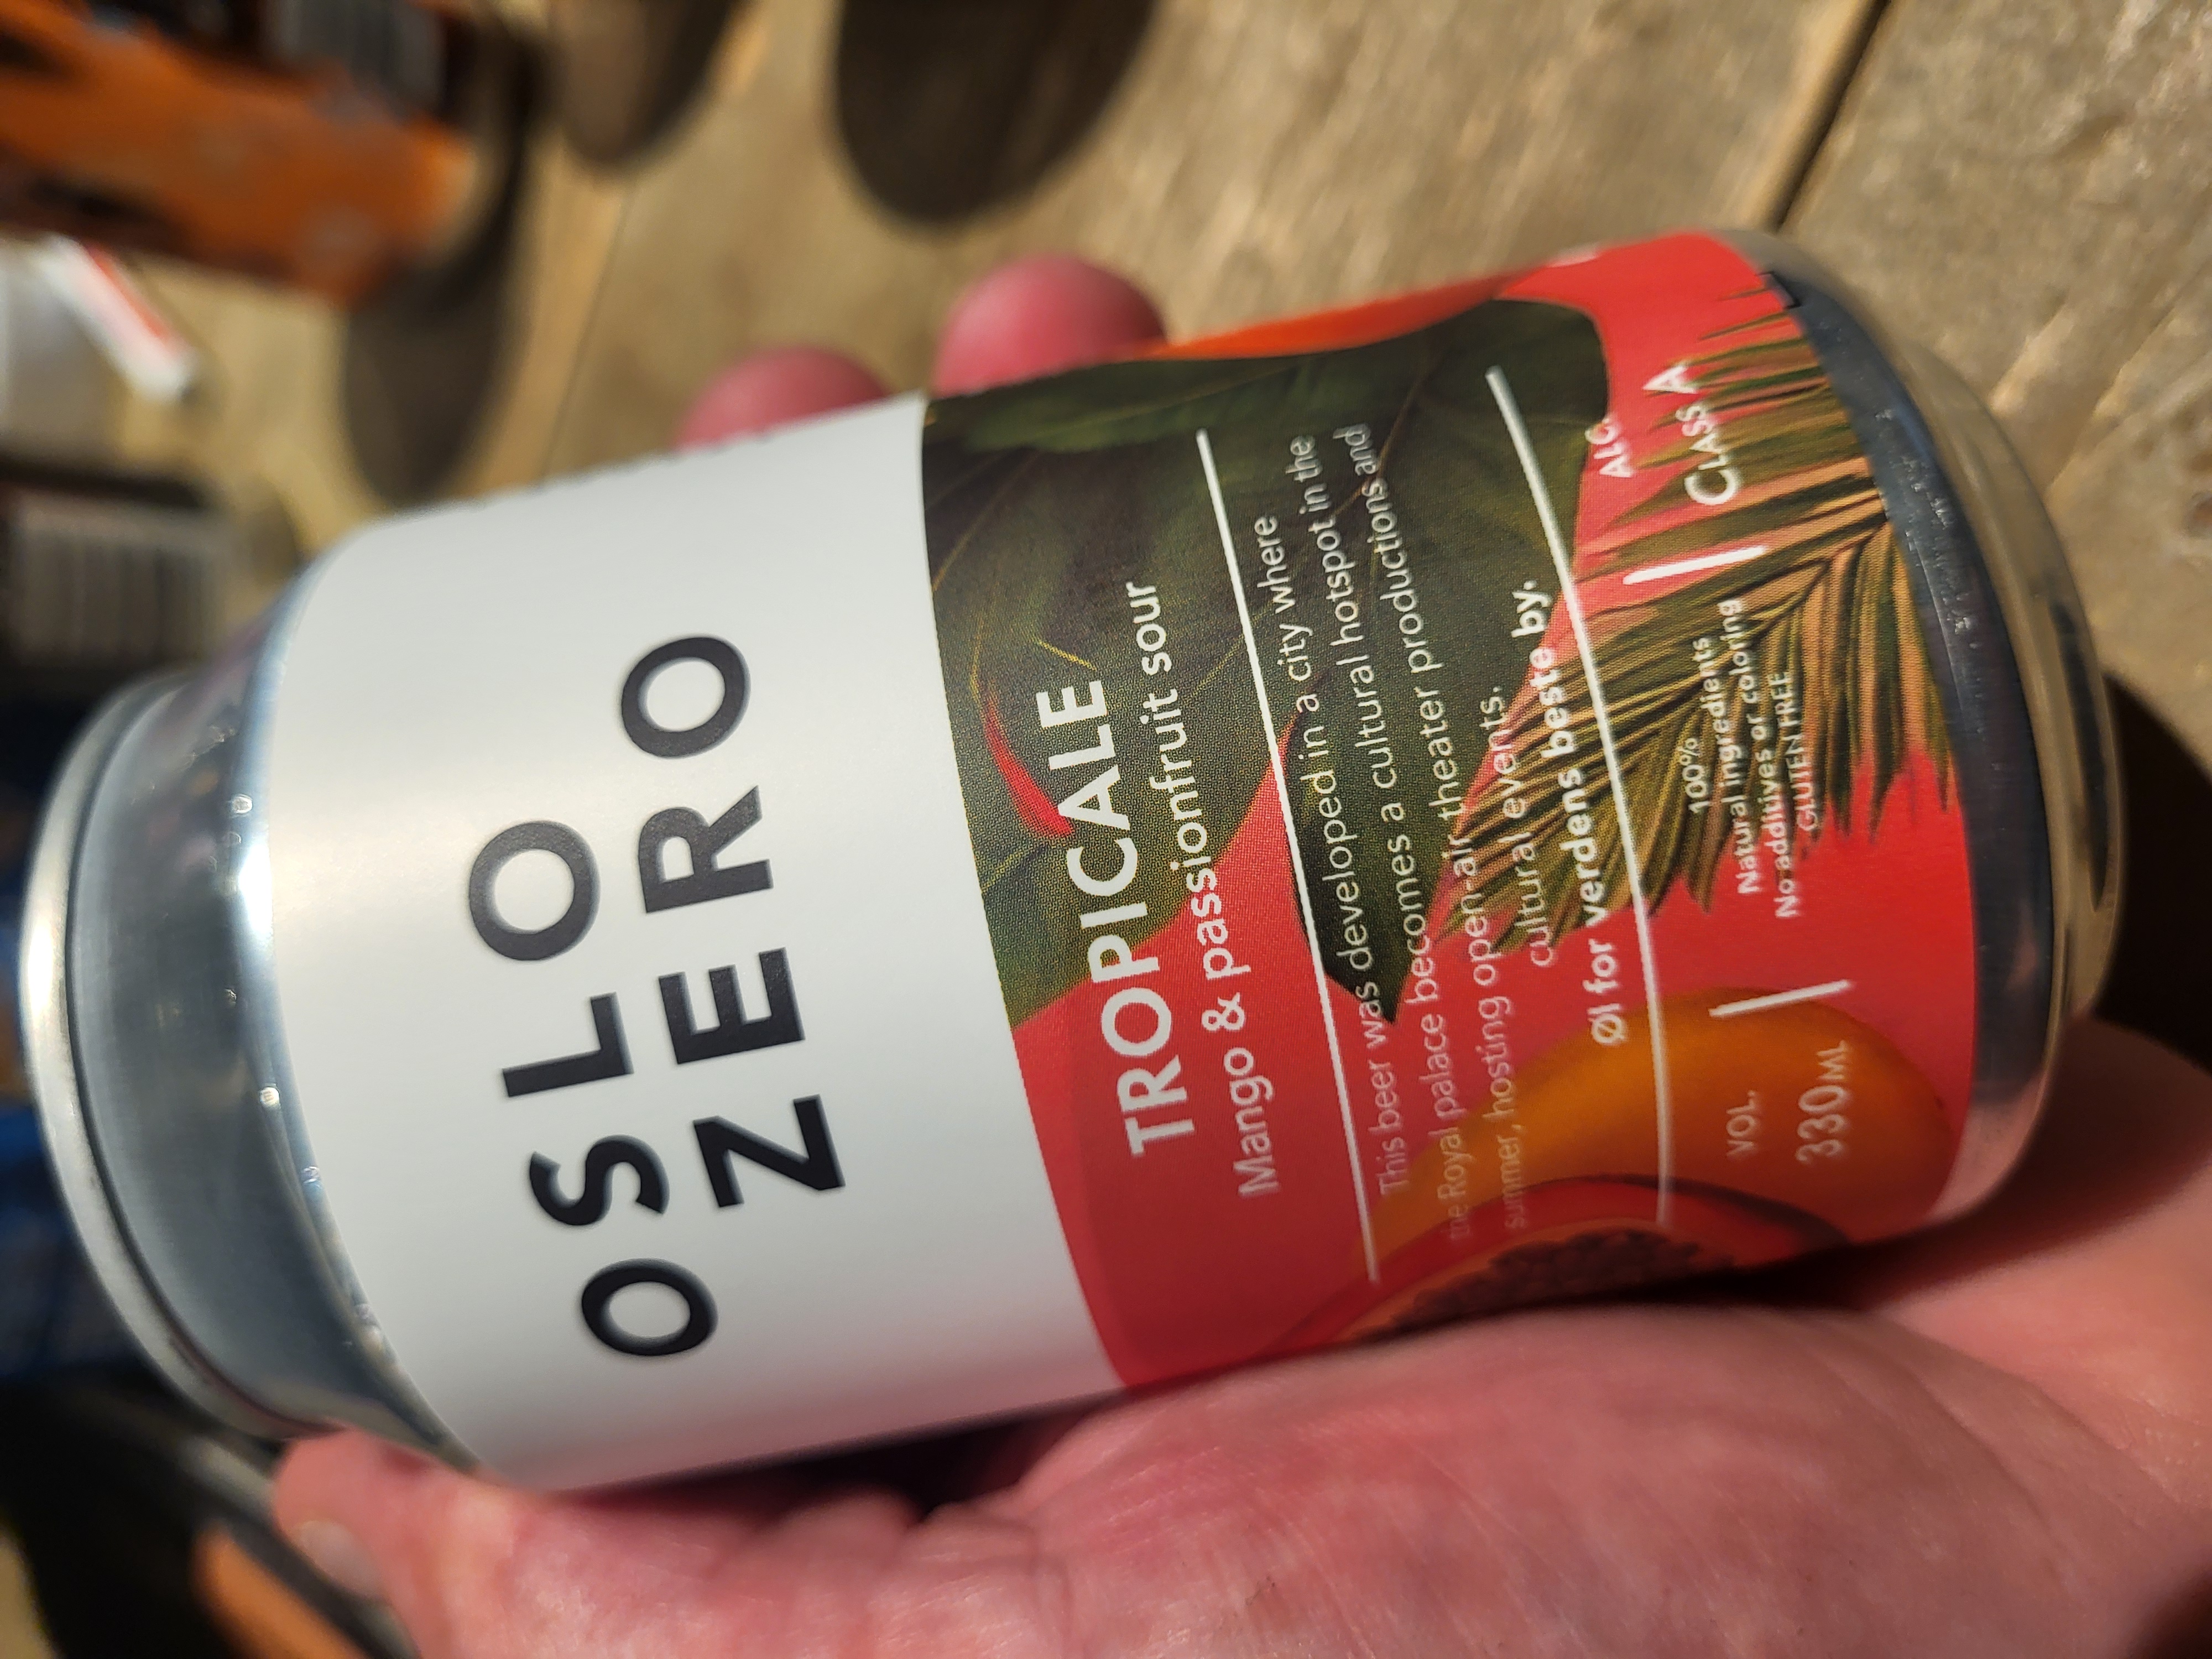 OSLO
ZERO
TROPICALE
Mango & passionfruit sour
This beer was developed in a city where
the Royal palace becomes a cultural hotspot in the
summer, hosting open-air theater productions and
cultural events.
Øl for verdens beste by.
VOL.
330ML
100%
Natural ingredients
No additives or coloring
GLUTEN FREE
ALC.
CLASS A